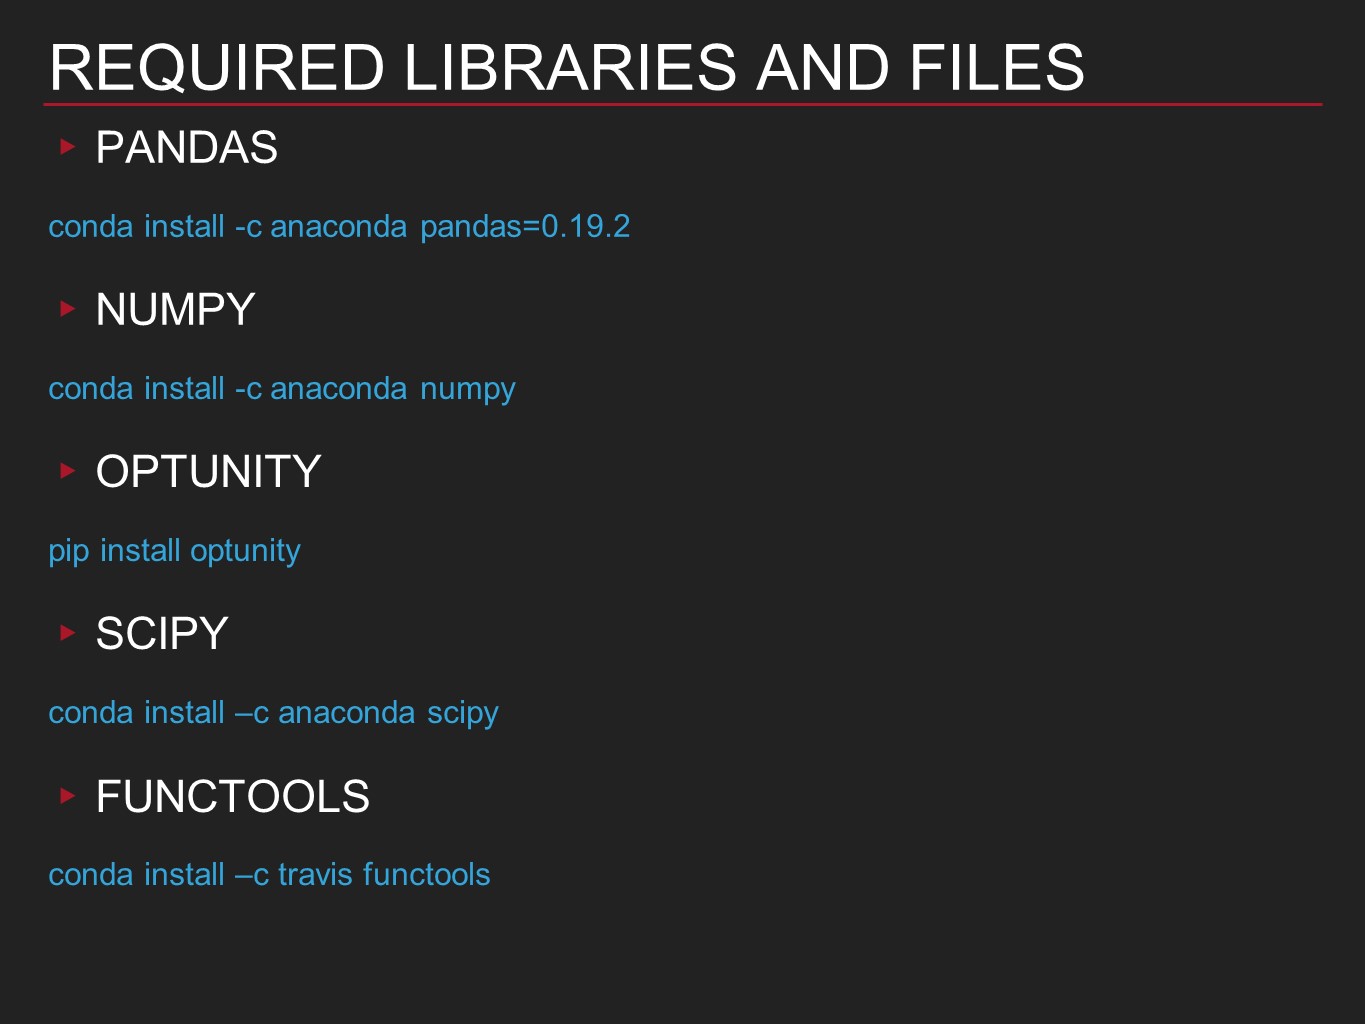 REQUIRED LIBRARIES AND FILES
▸ PANDAS
conda install -c anaconda pandas=0.19.2
▸ NUMPY
conda install -c anaconda numpy
▸ OPTUNITY
pip install optunity
▸ SCIPY
conda install –c anaconda scipy
▸ FUNCTOOLS
conda install –c travis functools